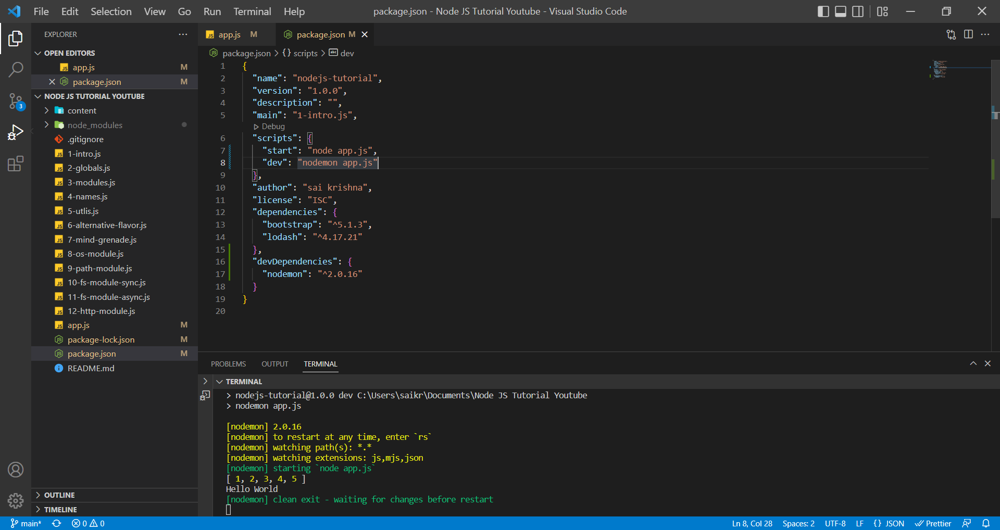 File Edit Selection View Go Run Terminal Help package.json - Node JS Tutorial Youtube - Visual Studio Code
EXPLORER
OPEN EDITORS
app.js M
package.json M
NODE JS TUTORIAL YOUTUBE
content
node_modules
.gitignore
1-intro.js
2-globals.js
3-modules.js
4-names.js
5-utlis.js
6-alternative-flavor.js
7-mind-grenade.js
8-os-module.js
9-path-module.js
10-fs-module-sync.js
11-fs-module-async.js
12-http-module.js
app.js M
package-lock.json M
package.json M
README.md
OUTLINE
TIMELINE
3
app.js M package.json M
package.json > {} scripts > abc dev
1 {
2 "name": "nodejs-tutorial",
3 "version": "1.0.0",
4 "description": "",
5 "main": "1-intro.js",
Debug
6 "scripts": {
7 "start": "node app.js",
8 "dev": "nodemon app.js"
9 },
10 "author": "sai krishna",
11 "license": "ISC",
12 "dependencies": {
13 "bootstrap": "^5.1.3",
14 "lodash": "^4.17.21"
15 },
16 "devDependencies": {
17 "nodemon": "^2.0.16"
18 }
19 }
20
PROBLEMS OUTPUT TERMINAL
TERMINAL
> nodejs-tutorial@1.0.0 dev C:\Users\saikr\Documents\Node JS Tutorial Youtube
> nodemon app.js
[nodemon] 2.0.16
[nodemon] to restart at any time, enter `rs`
[nodemon] watching path(s): *.*
[nodemon] watching extensions: js,mjs,json
[nodemon] starting `node app.js`
[ 1, 2, 3, 4, 5 ]
Hello World
[nodemon] clean exit - waiting for changes before restart
main* 0 0 Ln 8, Col 28 Spaces: 2 UTF-8 LF {} JSON Prettier